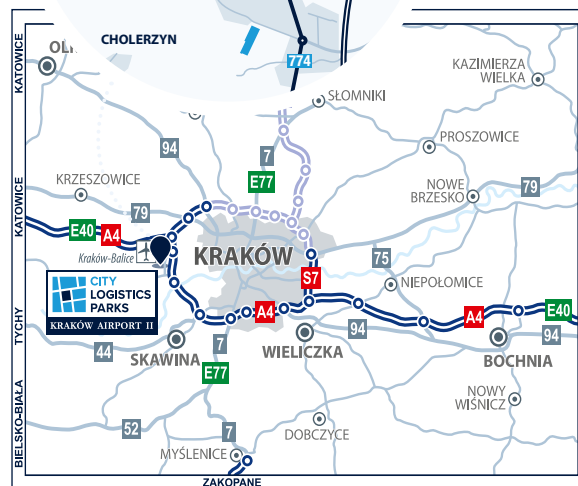 CHOLERZYN
774
KATOWICE
KAZIMIERZA
WIELKA
SŁOMNIKI
94
7
PROSZOWICE
E77
KRZESZOWICE
NOWE
BRZESKO
79
79
KATOWICE
E40
A4
Kraków-Balice
KRAKÓW
75
S7
NIEPOŁOMICE
CITY
LOGISTICS
PARKS
KRAKÓW AIRPORT II
A4
A4
E40
TYCHY
44
SKAWINA
7
WIELICZKA
94
94
BOCHNIA
E77
NOWY
WIŚNICZ
BIELSKO-BIAŁA
52
7
DOBCZYCE
MYŚLENICE
ZAKOPANE